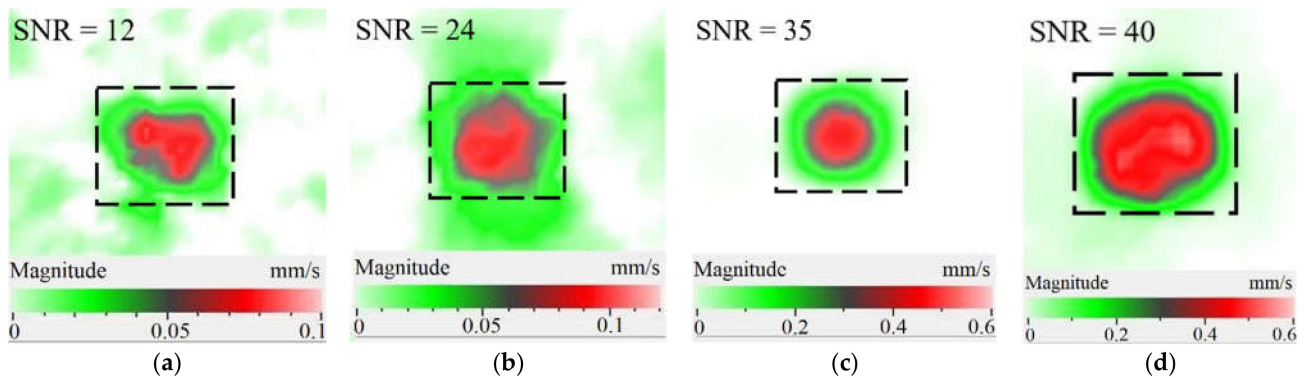 SNR = 12
SNR = 24
SNR = 35
SNR = 40
Magnitude mm/s
0 0.05 0.1
Magnitude mm/s
0 0.05 0.1
Magnitude mm/s
0 0.2 0.4 0.6
Magnitude mm/s
0 0.2 0.4 0.6
(a)
(b)
(c)
(d)